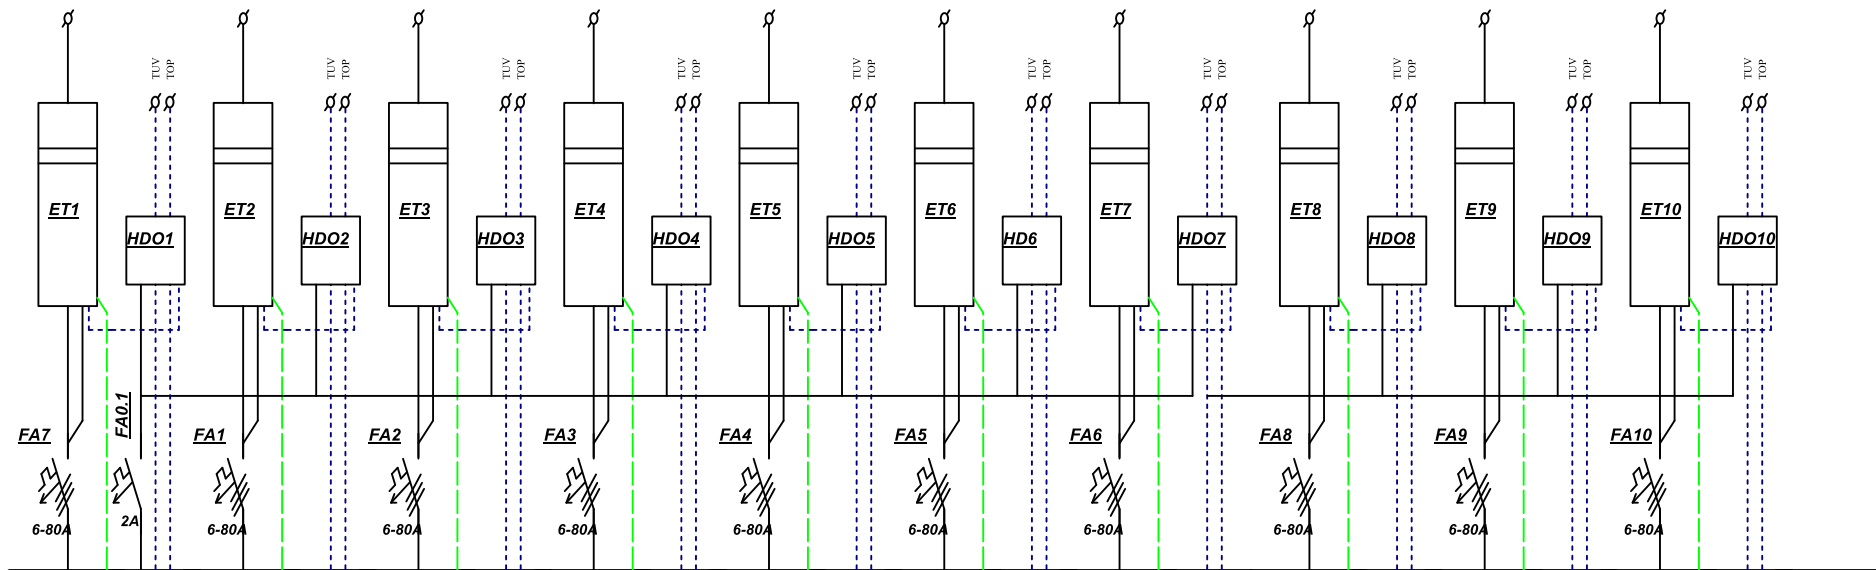 TUV TOP TUV TOP TUV TOP TUV TOP TUV TOP TUV TOP TUV TOP TUV TOP TUV TOP TUV TOP
ET1 ET2 ET3 ET4 ET5 ET6 ET7 ET8 ET9 ET10
HDO1 HDO2 HDO3 HDO4 HDO5 HD6 HDO7 HDO8 HDO9 HDO10
FA0.1
FA7 FA1 FA2 FA3 FA4 FA5 FA6 FA8 FA9 FA10
2A
6-80A 6-80A 6-80A 6-80A 6-80A 6-80A 6-80A 6-80A 6-80A 6-80A